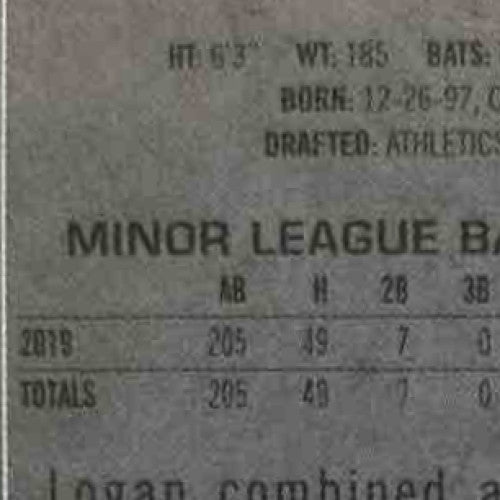 HT: 6'3" WT: 185 BATS:
BORN: 12-26-97, C
DRAFTED: ATHLETICS
MINOR LEAGUE BA
AB H 2B 3B
2019 205 49 7 0
TOTALS 205 49 7 0
Logan combined a